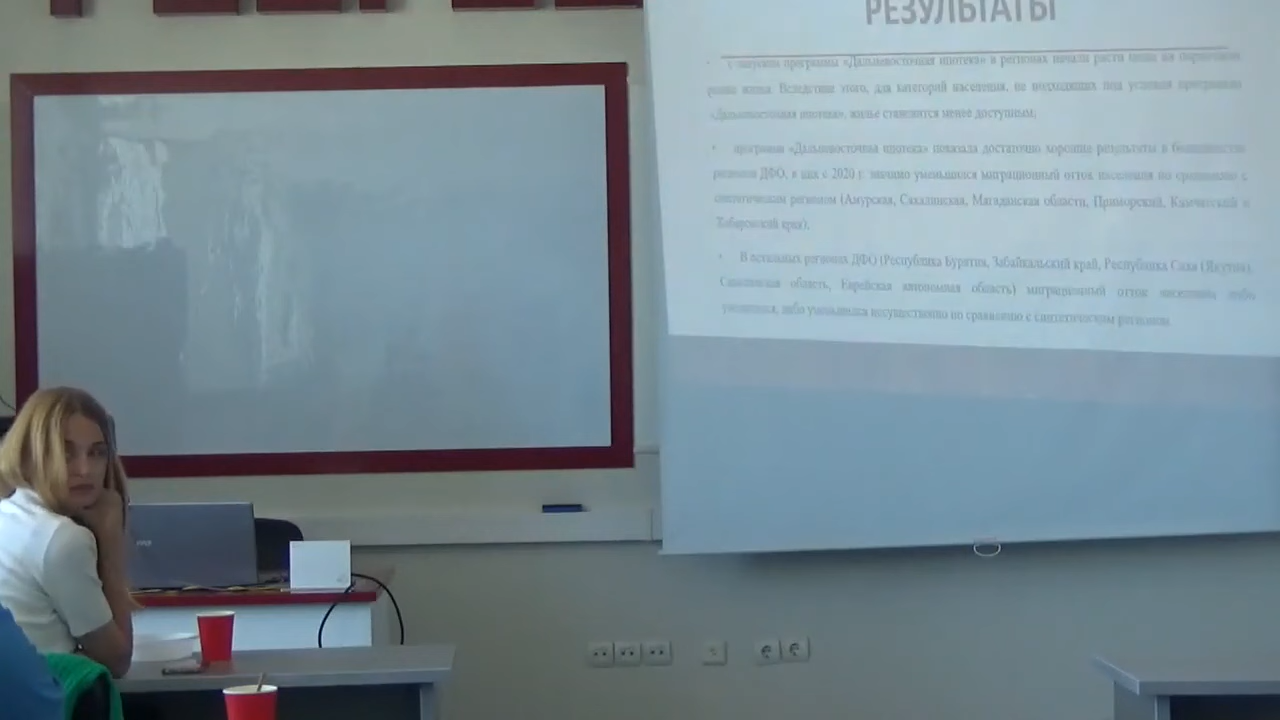 РЕЗУЛЬТАТЫ
программы «Дальневосточная ипотека» в регионах начали расти цены на первичном
рынке жилья. Вследствие этого, для категорий населения, не подходящих под условия программы
«Дальневосточная ипотека», жилье становится менее доступным;
• программа «Дальневосточная ипотека» показала достаточно хорошие результаты в большинстве
регионов ДФО, с 2020 г. значимо уменьшился миграционный отток населения по сравнению с
синтетическим регионом (Амурская, Сахалинская, Магаданская области, Приморский, Камчатский и
Хабаровский края);
• В остальных регионах ДФО (Республика Бурятия, Забайкальский край, Республика Саха (Якутия),
область, Еврейская автономная область) миграционный отток населения либо
увеличился, либо уменьшился несущественно по сравнению с синтетическим регионом